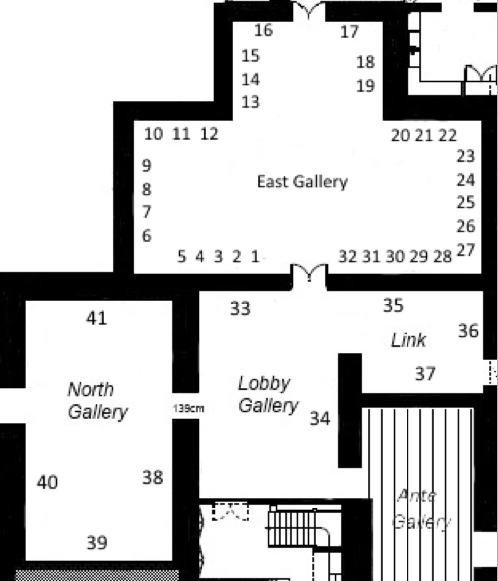 16 17
15 18
14 19
13
10 11 12 20 21 22
9 23
8 24
East Gallery
7 25
6 26
5 4 3 2 1 32 31 30 29 28 27
33 35
36
Link
41
37
North
Gallery
Lobby
Gallery
139cm
34
40 38
Ante
Gallery
39